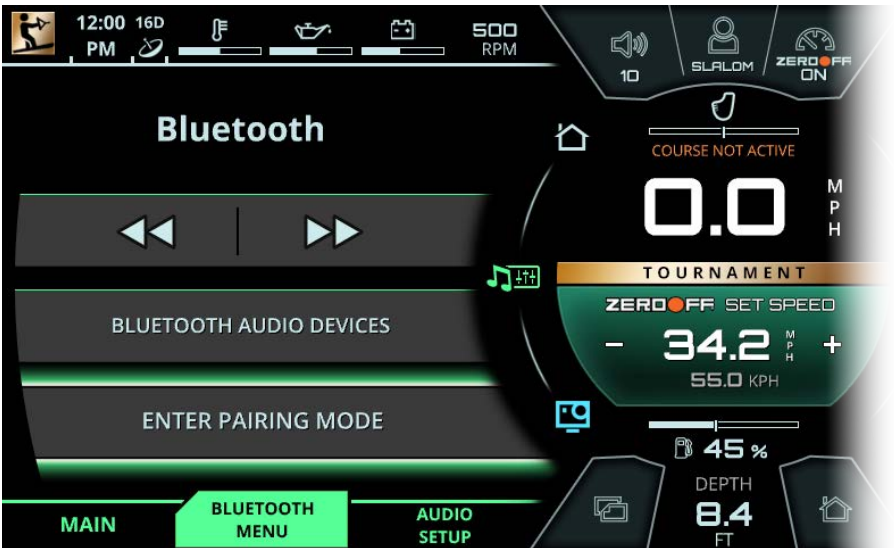 12:00 16D
PM
500
RPM
10
SLALOM
ZEROOFF
ON
Bluetooth
COURSE NOT ACTIVE
0.0 MPH
TOURNAMENT
ZEROOFF SET SPEED
- 34.2 MPH +
55.0 KPH
BLUETOOTH AUDIO DEVICES
ENTER PAIRING MODE
45 %
DEPTH
8.4
FT
MAIN
BLUETOOTH
MENU
AUDIO
SETUP